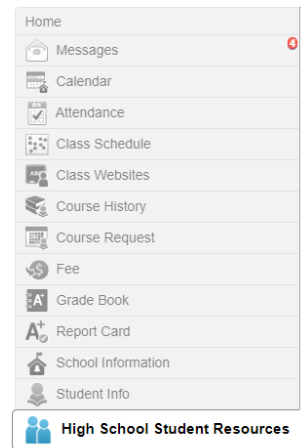 Home
Messages 4
Calendar
Attendance
Class Schedule
Class Websites
Course History
Course Request
Fee
Grade Book
Report Card
School Information
Student Info
High School Student Resources